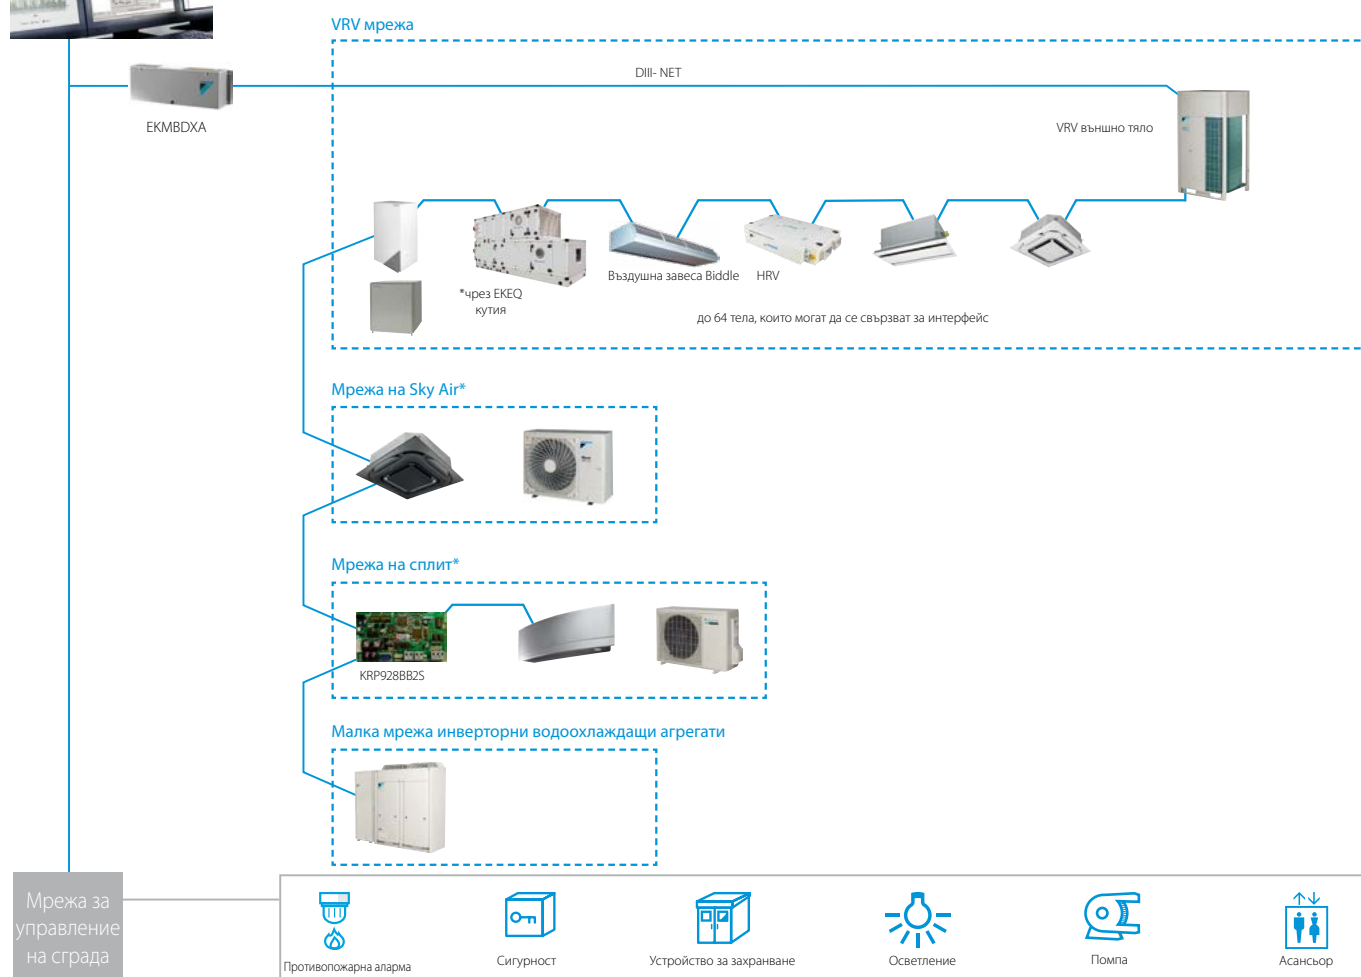 VRV мрежа
DIII- NET
EKMBDXA
VRV външно тяло
Въздушна завеса Biddle
HRV
*чрез EKEQ
кутия
до 64 тела, които могат да се свързват за интерфейс
Мрежа на Sky Air*
Мрежа на сплит*
KRP928BB2S
Малка мрежа инверторни водоохлаждащи агрегати
Мрежа за
управление
на сграда
Противопожарна аларма
Сигурност
Устройство за захранване
Осветление
Помпа
Асансьор